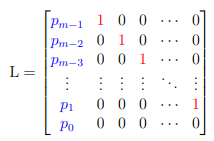 L = [
p_{m−1} 1 0 0 ⋯ 0
p_{m−2} 0 1 0 ⋯ 0
p_{m−3} 0 0 1 ⋯ 0
⋮ ⋮ ⋮ ⋮ ⋱ ⋮
p_1 0 0 0 ⋯ 1
p_0 0 0 0 ⋯ 0
]